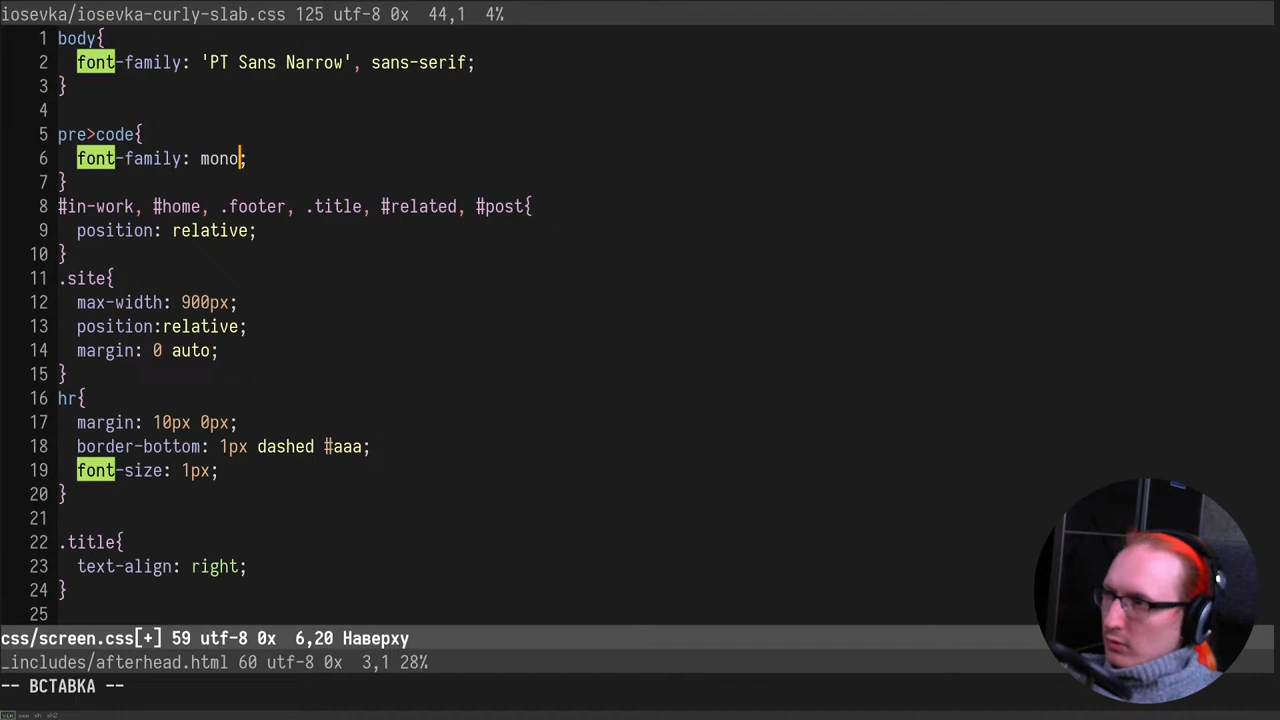 iosevka/iosevka-curly-slab.css 125 utf-8 0x  44,1  4%
1 body{
2   font-family: 'PT Sans Narrow', sans-serif;
3 }
4
5 pre>code{
6   font-family: mono;
7 }
8 #in-work, #home, .footer, .title, #related, #post{
9   position: relative;
10 }
11 .site{
12   max-width: 900px;
13   position:relative;
14   margin: 0 auto;
15 }
16 hr{
17   margin: 10px 0px;
18   border-bottom: 1px dashed #aaa;
19   font-size: 1px;
20 }
21
22 .title{
23   text-align: right;
24 }
25
css/screen.css[+] 59 utf-8 0x  6,20 Наверху
_includes/afterhead.html 60 utf-8 0x  3,1 28%
-- ВСТАВКА --